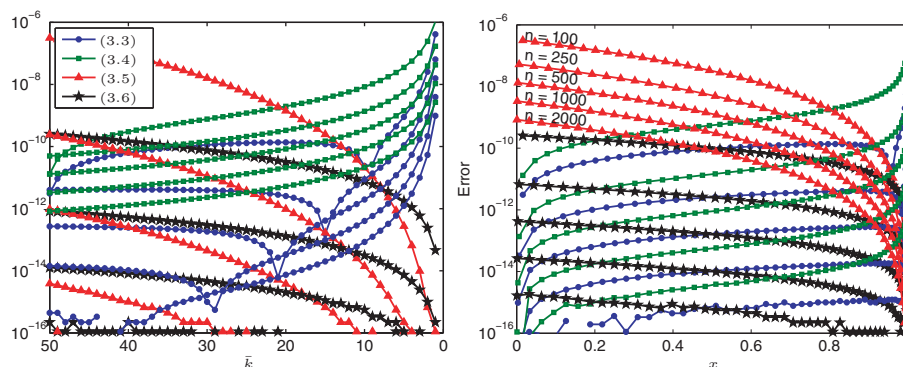 10^-6
10^-8
10^-10
10^-12
10^-14
10^-16
50 40 30 20 10 0
k̄
(3.3)
(3.4)
(3.5)
(3.6)
Error
10^-6
10^-8
10^-10
10^-12
10^-14
10^-16
n = 100
n = 250
n = 500
n = 1000
n = 2000
0 0.2 0.4 0.6 0.8
x